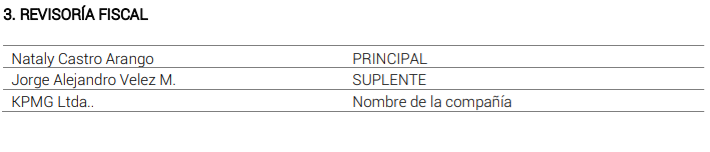 3. REVISORÍA FISCAL
Nataly Castro Arango PRINCIPAL
Jorge Alejandro Velez M. SUPLENTE
KPMG Ltda.. Nombre de la compañía